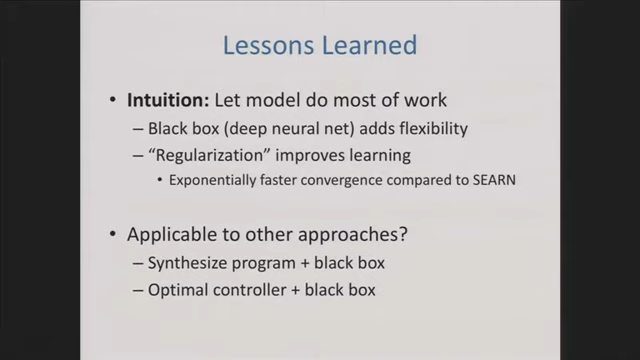 Lessons Learned
• Intuition: Let model do most of work
– Black box (deep neural net) adds flexibility
– “Regularization” improves learning
• Exponentially faster convergence compared to SEARN
• Applicable to other approaches?
– Synthesize program + black box
– Optimal controller + black box